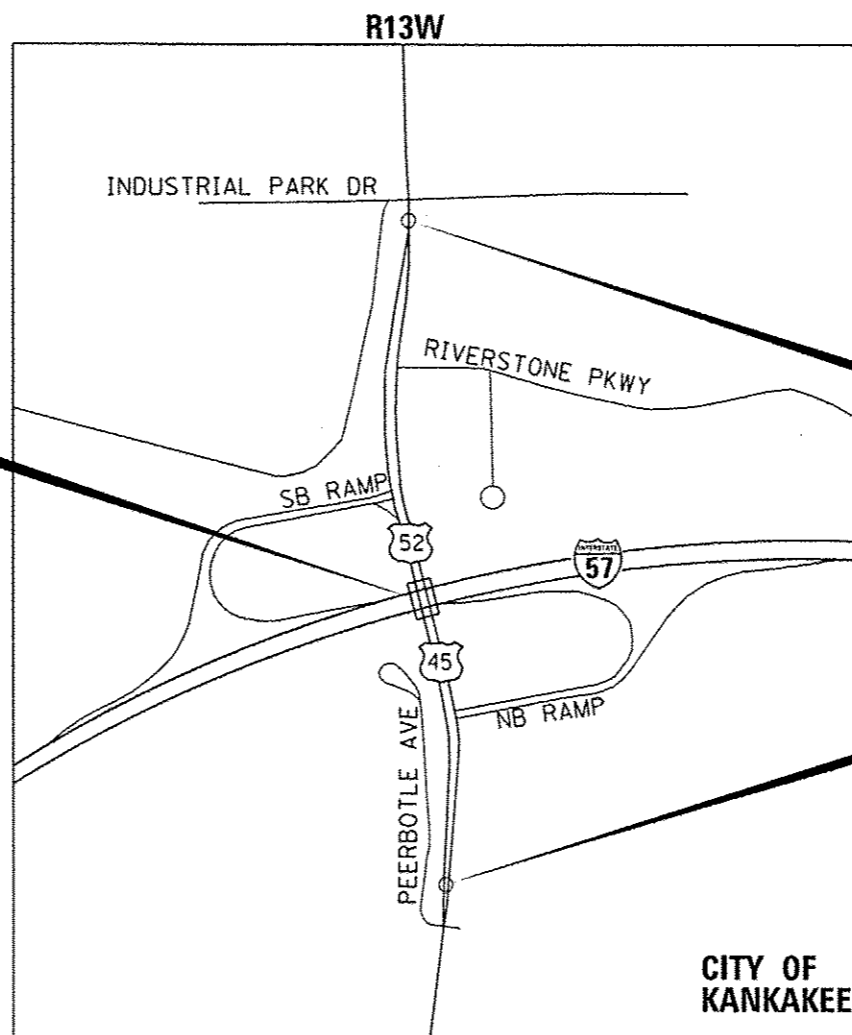 R13W
INDUSTRIAL PARK DR
RIVERSTONE PKWY
SB RAMP
52
INTERSTATE
57
45
NB RAMP
PEERBOTLE AVE
CITY OF
KANKAKEE